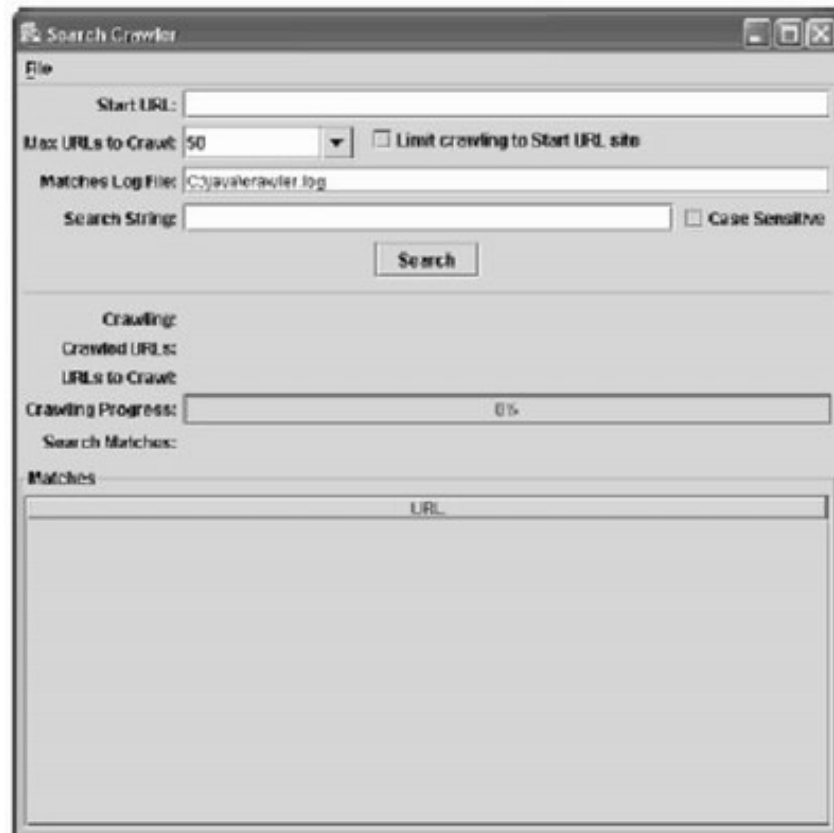 Search Crawler
File
Start URL:
Max URLs to Crawl: 50 Limit crawling to Start URL site
Matches Log File: C:\java\crawler.log
Search String: Case Sensitive
Search
Crawling:
Crawled URLs:
URLs to Crawl:
Crawling Progress: 0%
Search Matches:
Matches
URL